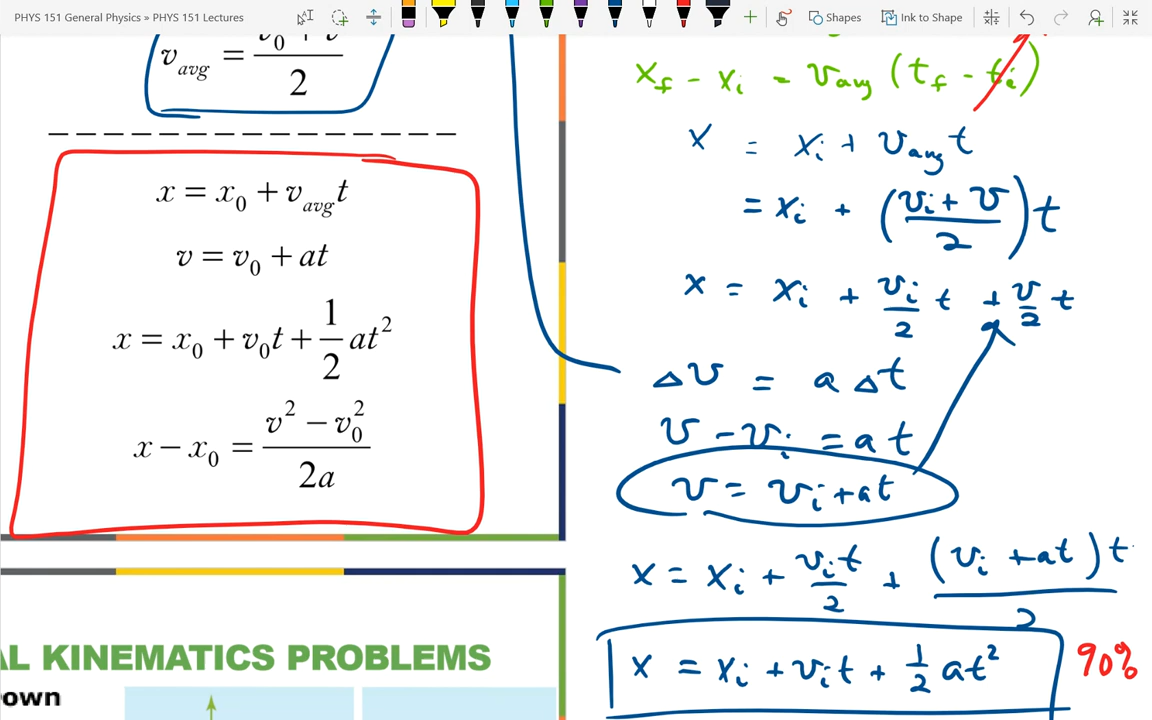 PHYS 151 General Physics » PHYS 151 Lectures
Shapes
Ink to Shape
v_avg = (v_0 + v)/2
x = x_0 + v_avg t
v = v_0 + at
x = x_0 + v_0 t + 1/2 at^2
x − x_0 = (v^2 − v_0^2)/2a
AL KINEMATICS PROBLEMS
own
x_f - x_i = v_avg (t_f - t_i)
x = x_i + v_avg t
= x_i + ((v_i + v)/2) t
x = x_i + v_i/2 t + v/2 t
Δv = a Δt
v - v_i = at
v = v_i + at
x = x_i + v_i t/2 + (v_i + at)t/2
x = x_i + v_i t + 1/2 at^2
90%